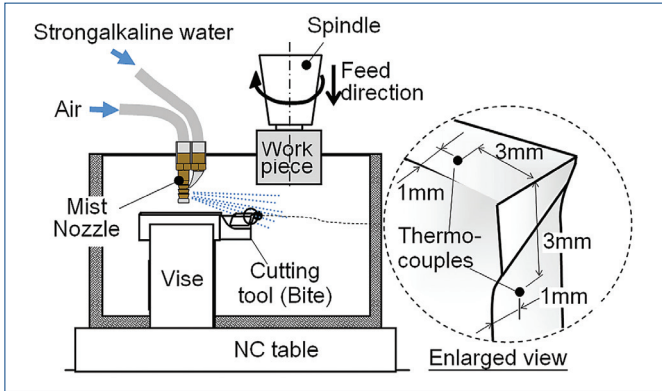 Strongalkaline water
Air
Spindle
Feed
direction
Work
piece
Mist
Nozzle
Vise
Cutting
tool (Bite)
NC table
3mm
1mm
Thermo-
couples
3mm
1mm
Enlarged view